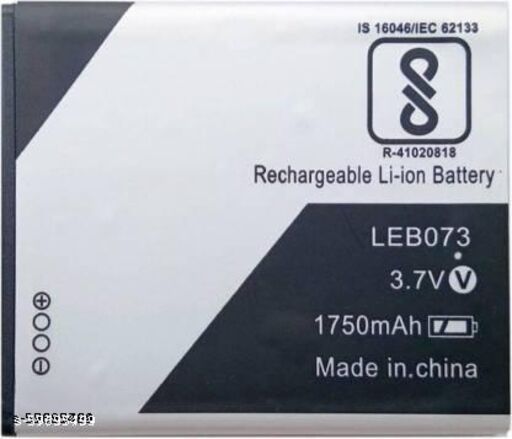 IS 16046/IEC 62133
R-41020818
Rechargeable Li-ion Battery
LEB073
3.7V V
1750mAh
Made in.china